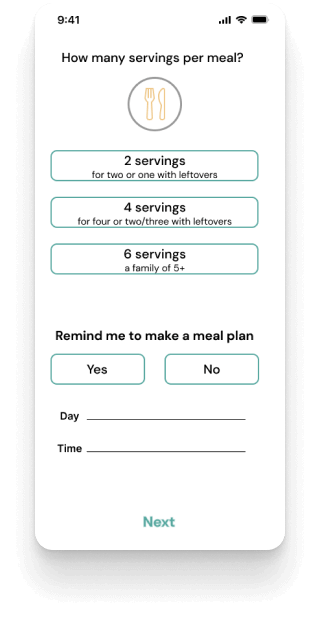 9:41
How many servings per meal?
2 servings
for two or one with leftovers
4 servings
for four or two/three with leftovers
6 servings
a family of 5+
Remind me to make a meal plan
Yes No
Day
Time
Next